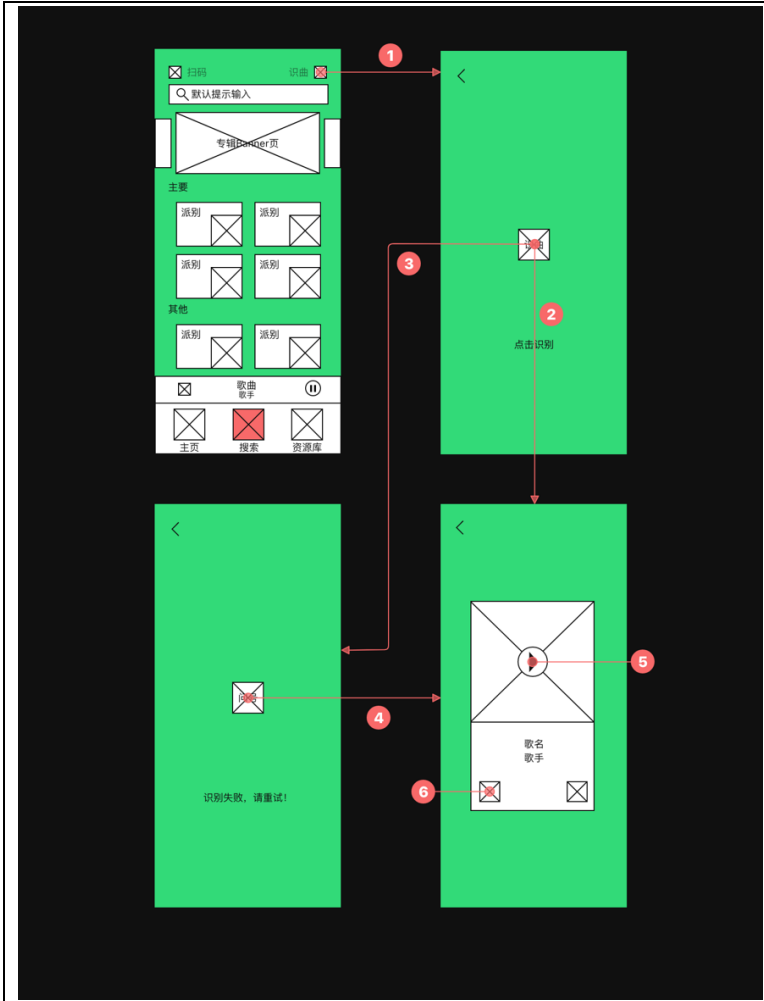 扫码 识曲
默认提示输入
专辑Banner页
主要
派别 派别
派别 派别
其他
派别 派别
歌曲
歌手
主页 搜索 资源库
1
识曲
点击识别
2
3
识别失败，请重试！
4
歌名
歌手
5
6